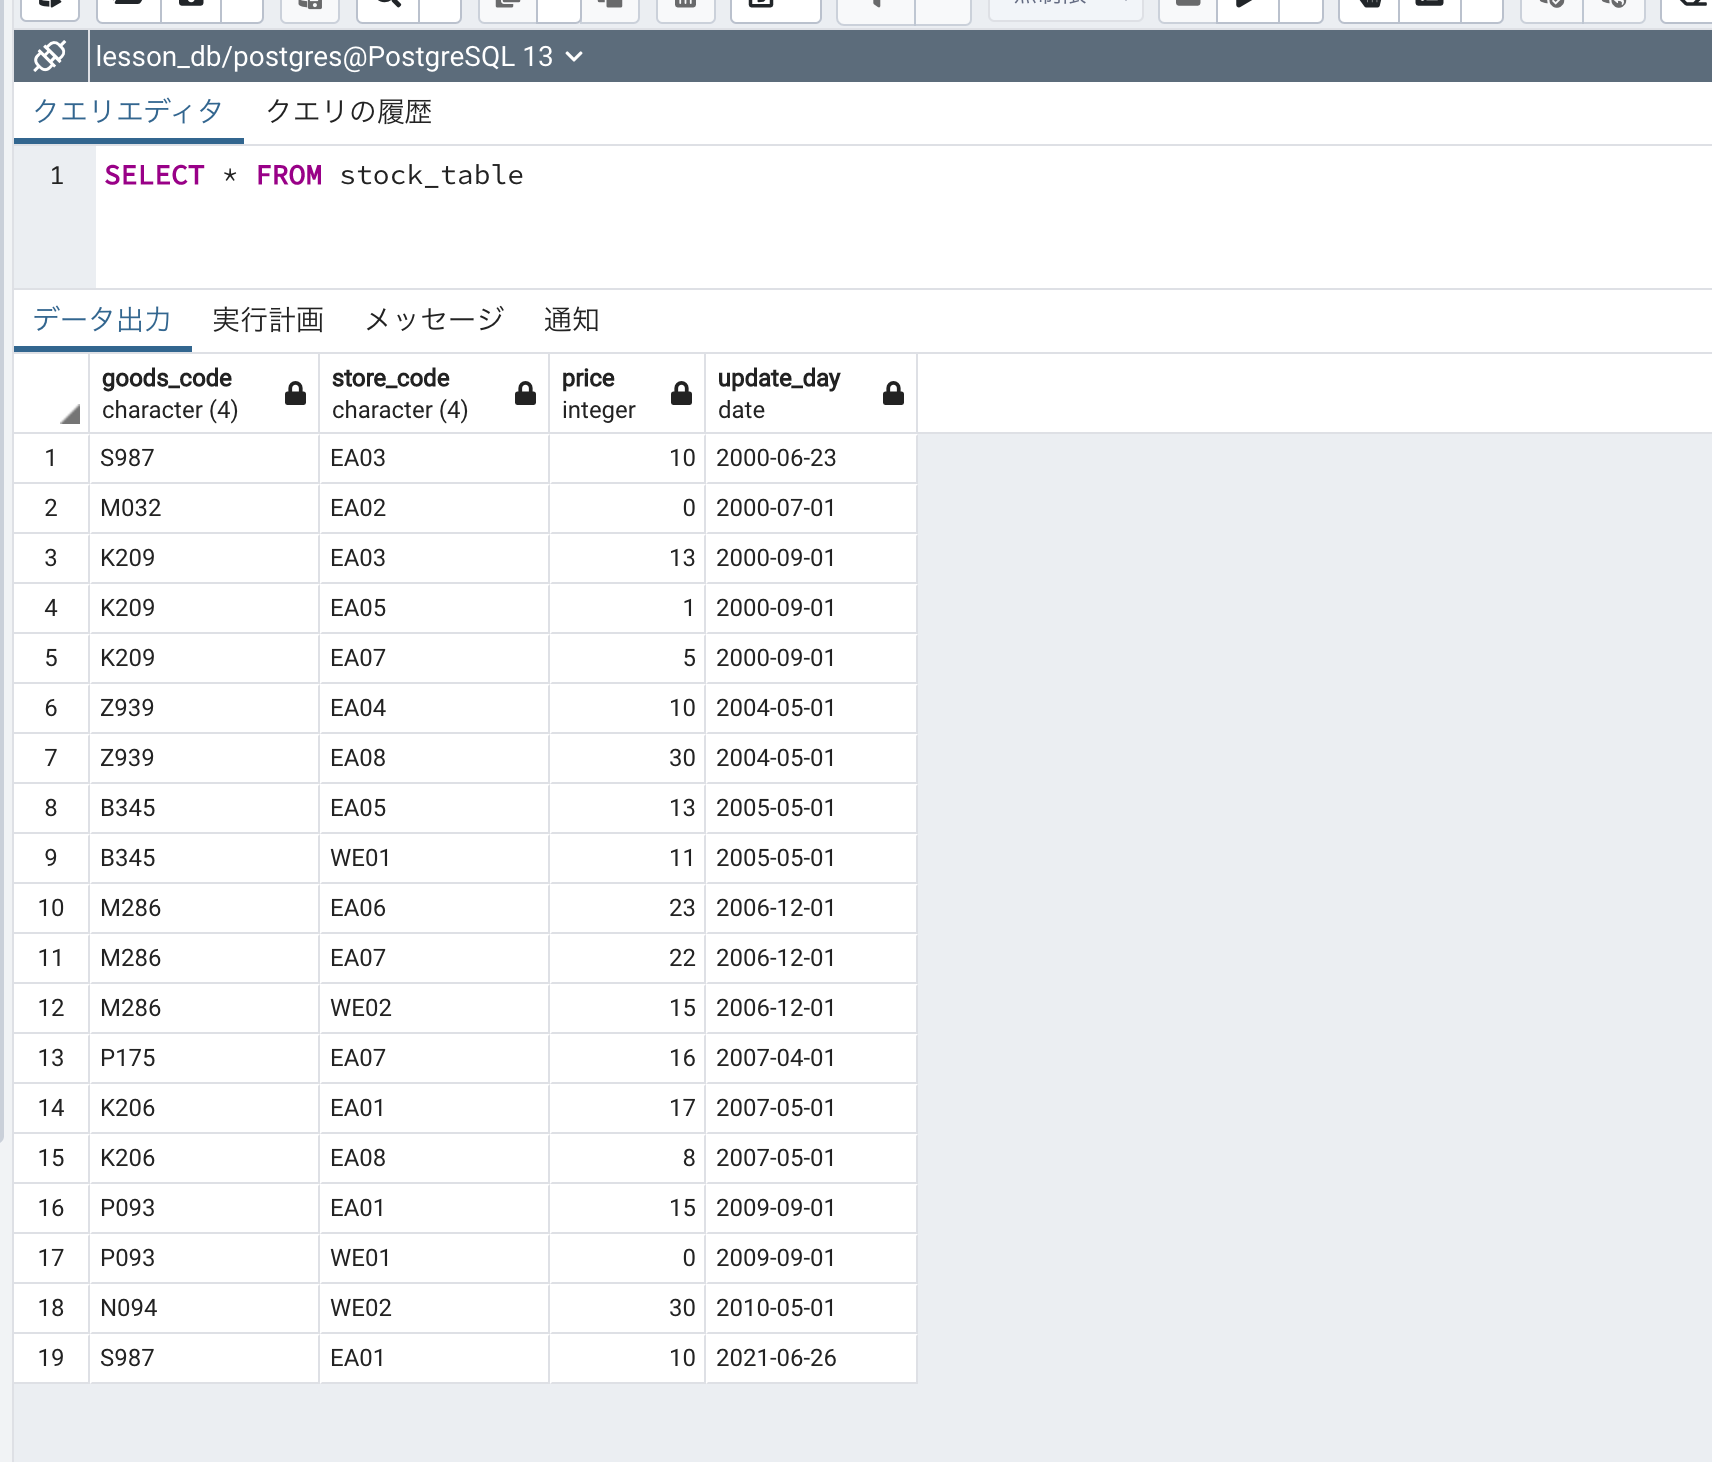 lesson_db/postgres@PostgreSQL 13
クエリエディタ クエリの履歴
1 SELECT * FROM stock_table
データ出力 実行計画 メッセージ 通知
goods_code store_code price update_day
character (4) character (4) integer date
1 S987 EA03 10 2000-06-23
2 M032 EA02 0 2000-07-01
3 K209 EA03 13 2000-09-01
4 K209 EA05 1 2000-09-01
5 K209 EA07 5 2000-09-01
6 Z939 EA04 10 2004-05-01
7 Z939 EA08 30 2004-05-01
8 B345 EA05 13 2005-05-01
9 B345 WE01 11 2005-05-01
10 M286 EA06 23 2006-12-01
11 M286 EA07 22 2006-12-01
12 M286 WE02 15 2006-12-01
13 P175 EA07 16 2007-04-01
14 K206 EA01 17 2007-05-01
15 K206 EA08 8 2007-05-01
16 P093 EA01 15 2009-09-01
17 P093 WE01 0 2009-09-01
18 N094 WE02 30 2010-05-01
19 S987 EA01 10 2021-06-26